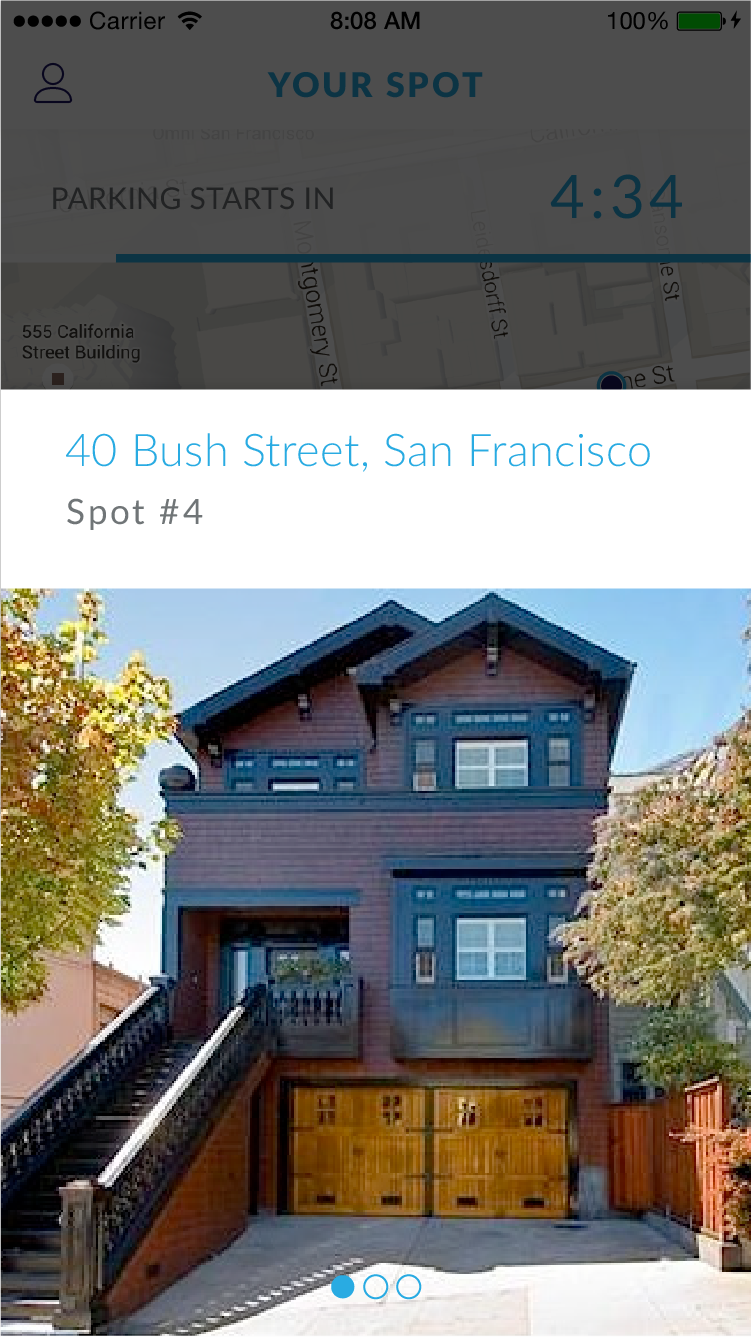 Carrier 8:08 AM 100%
YOUR SPOT
Omni San Francisco
PARKING STARTS IN 4:34
Montgomery St
Leidesdorff St
555 California
Street Building
40 Bush Street, San Francisco
Spot #4